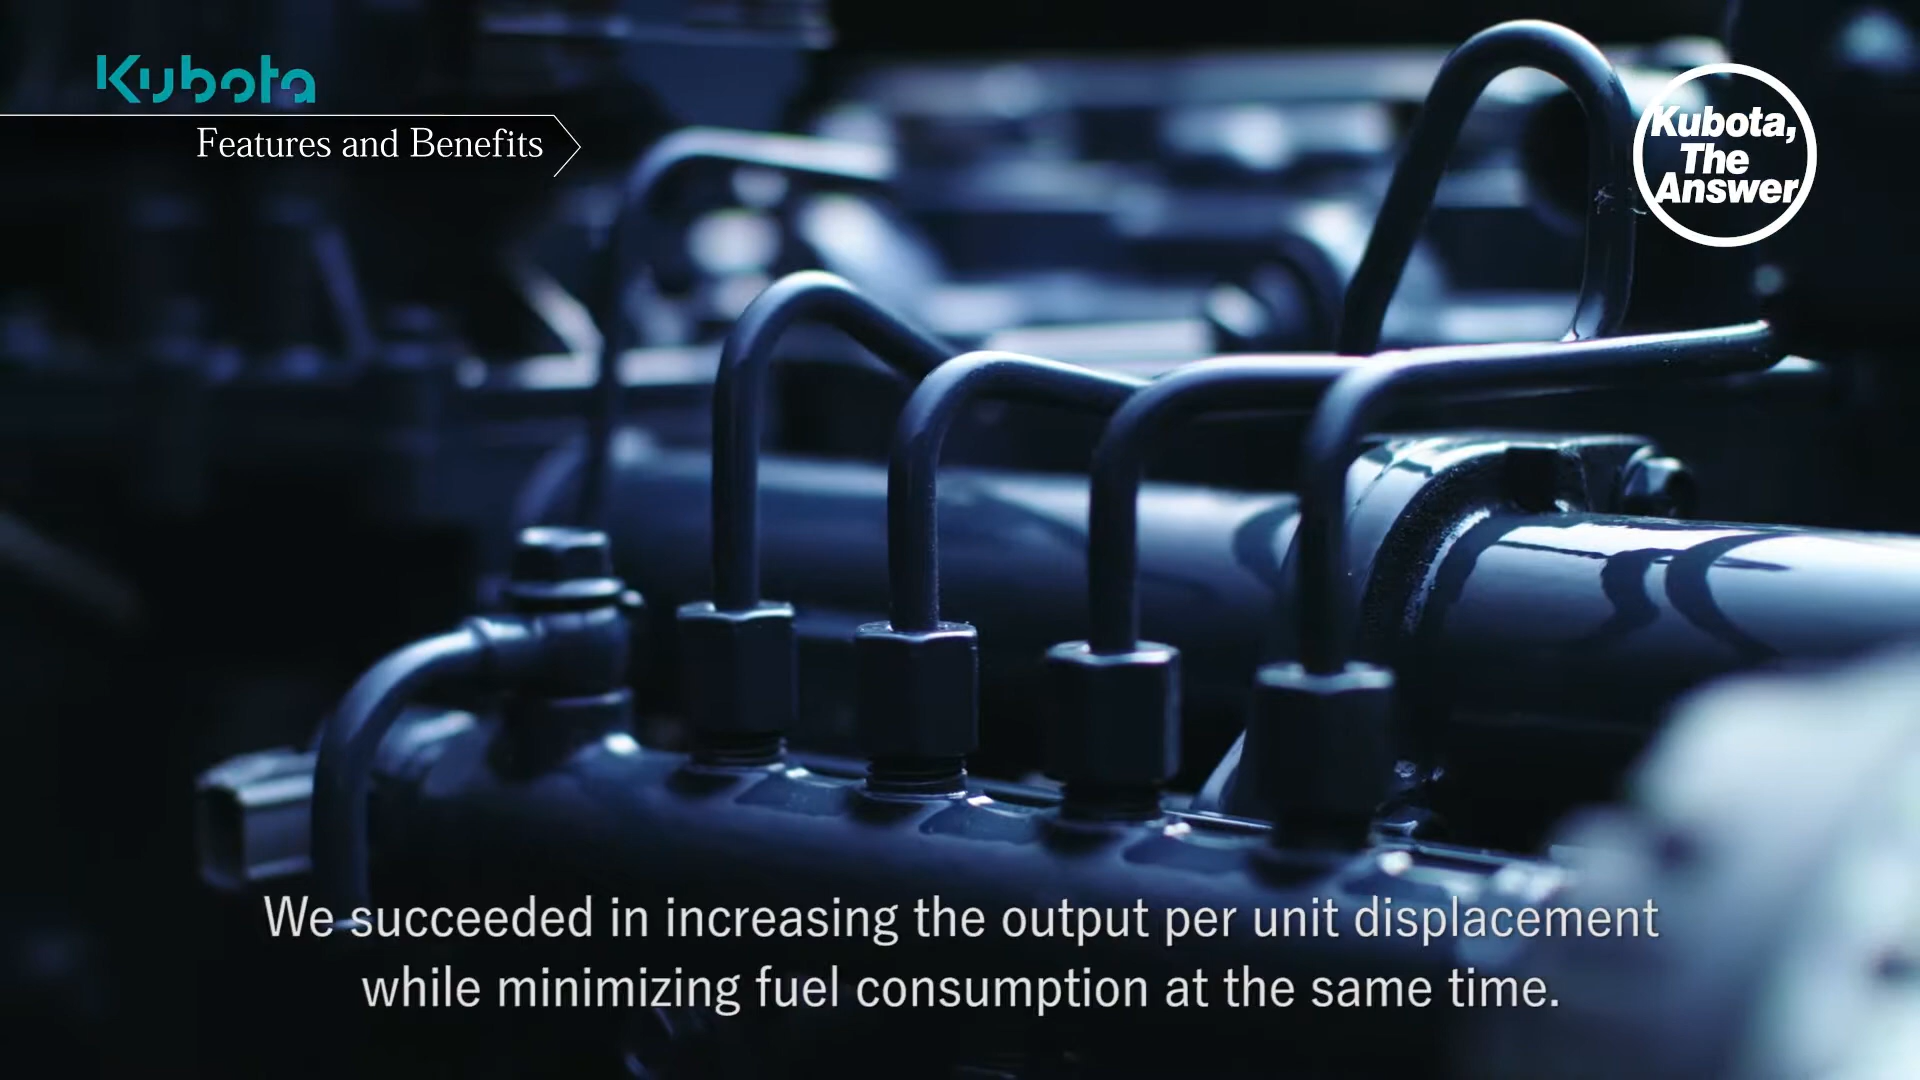 Kubota
Features and Benefits
Kubota,
The
Answer
We succeeded in increasing the output per unit displacement
while minimizing fuel consumption at the same time.